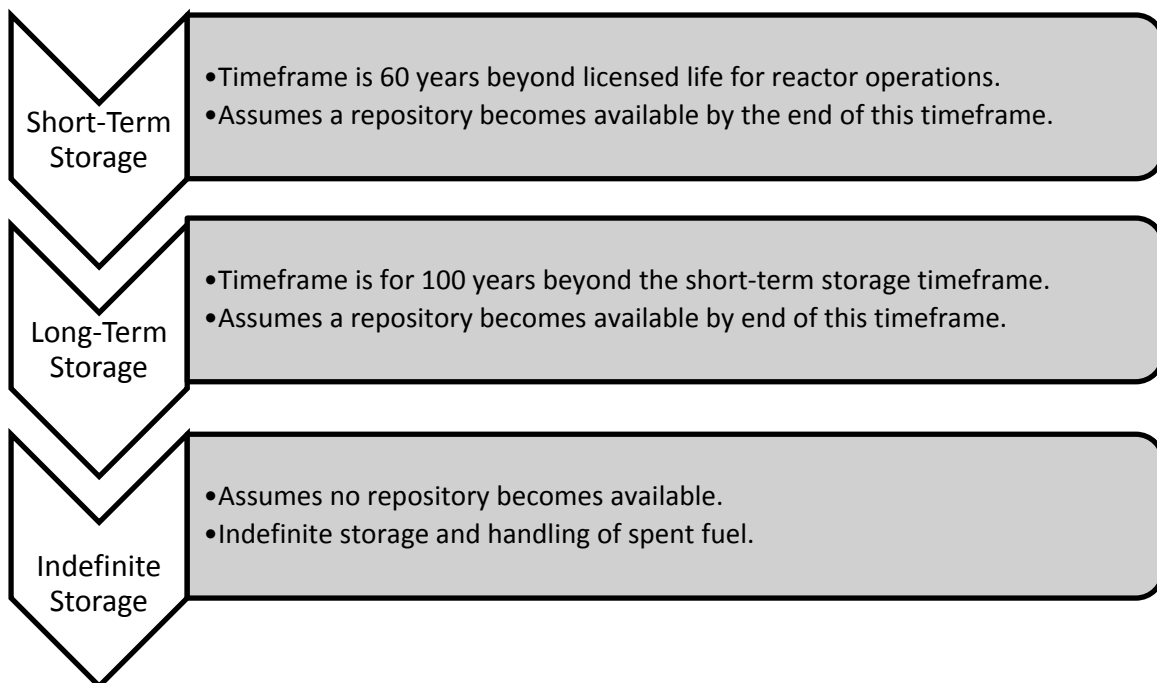 Short-Term
Storage
•Timeframe is 60 years beyond licensed life for reactor operations.
•Assumes a repository becomes available by the end of this timeframe.
Long-Term
Storage
•Timeframe is for 100 years beyond the short-term storage timeframe.
•Assumes a repository becomes available by end of this timeframe.
Indefinite
Storage
•Assumes no repository becomes available.
•Indefinite storage and handling of spent fuel.